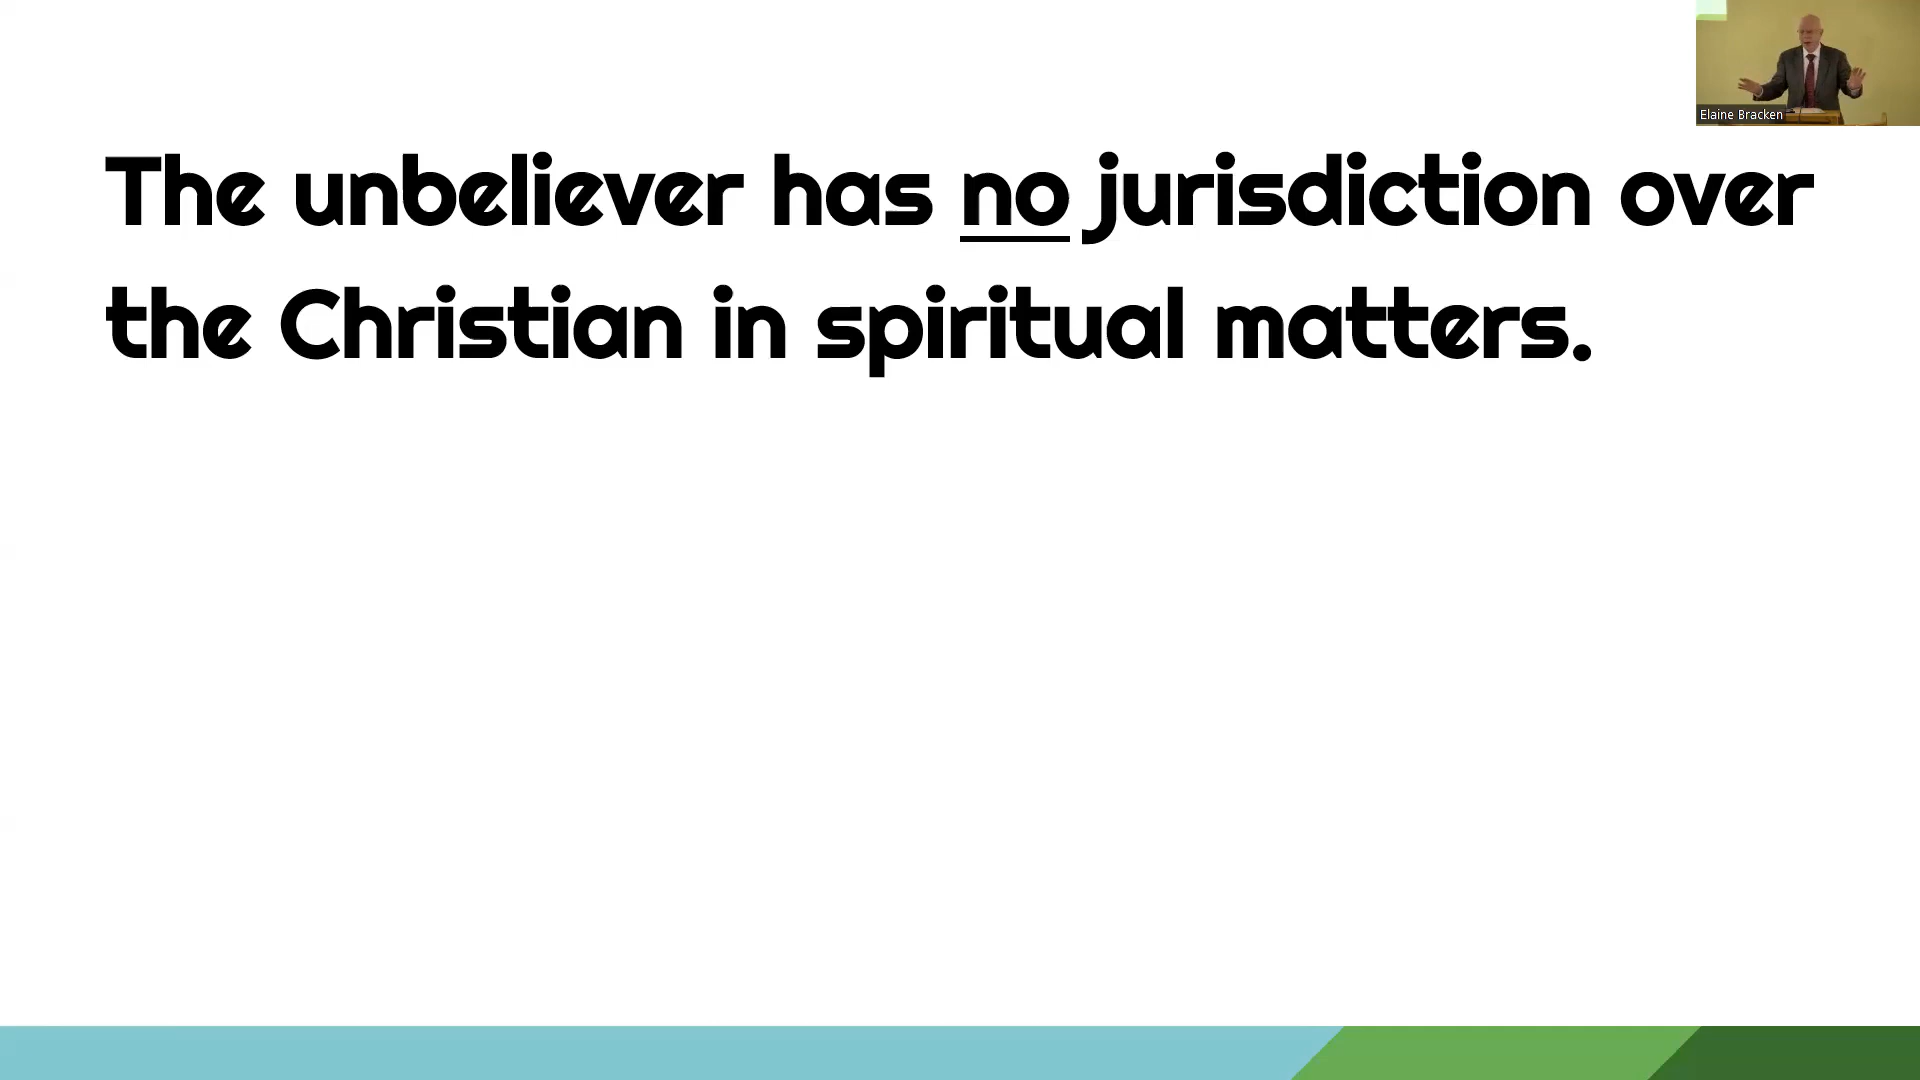 Elaine Bracken
The unbeliever has no jurisdiction over
the Christian in spiritual matters.